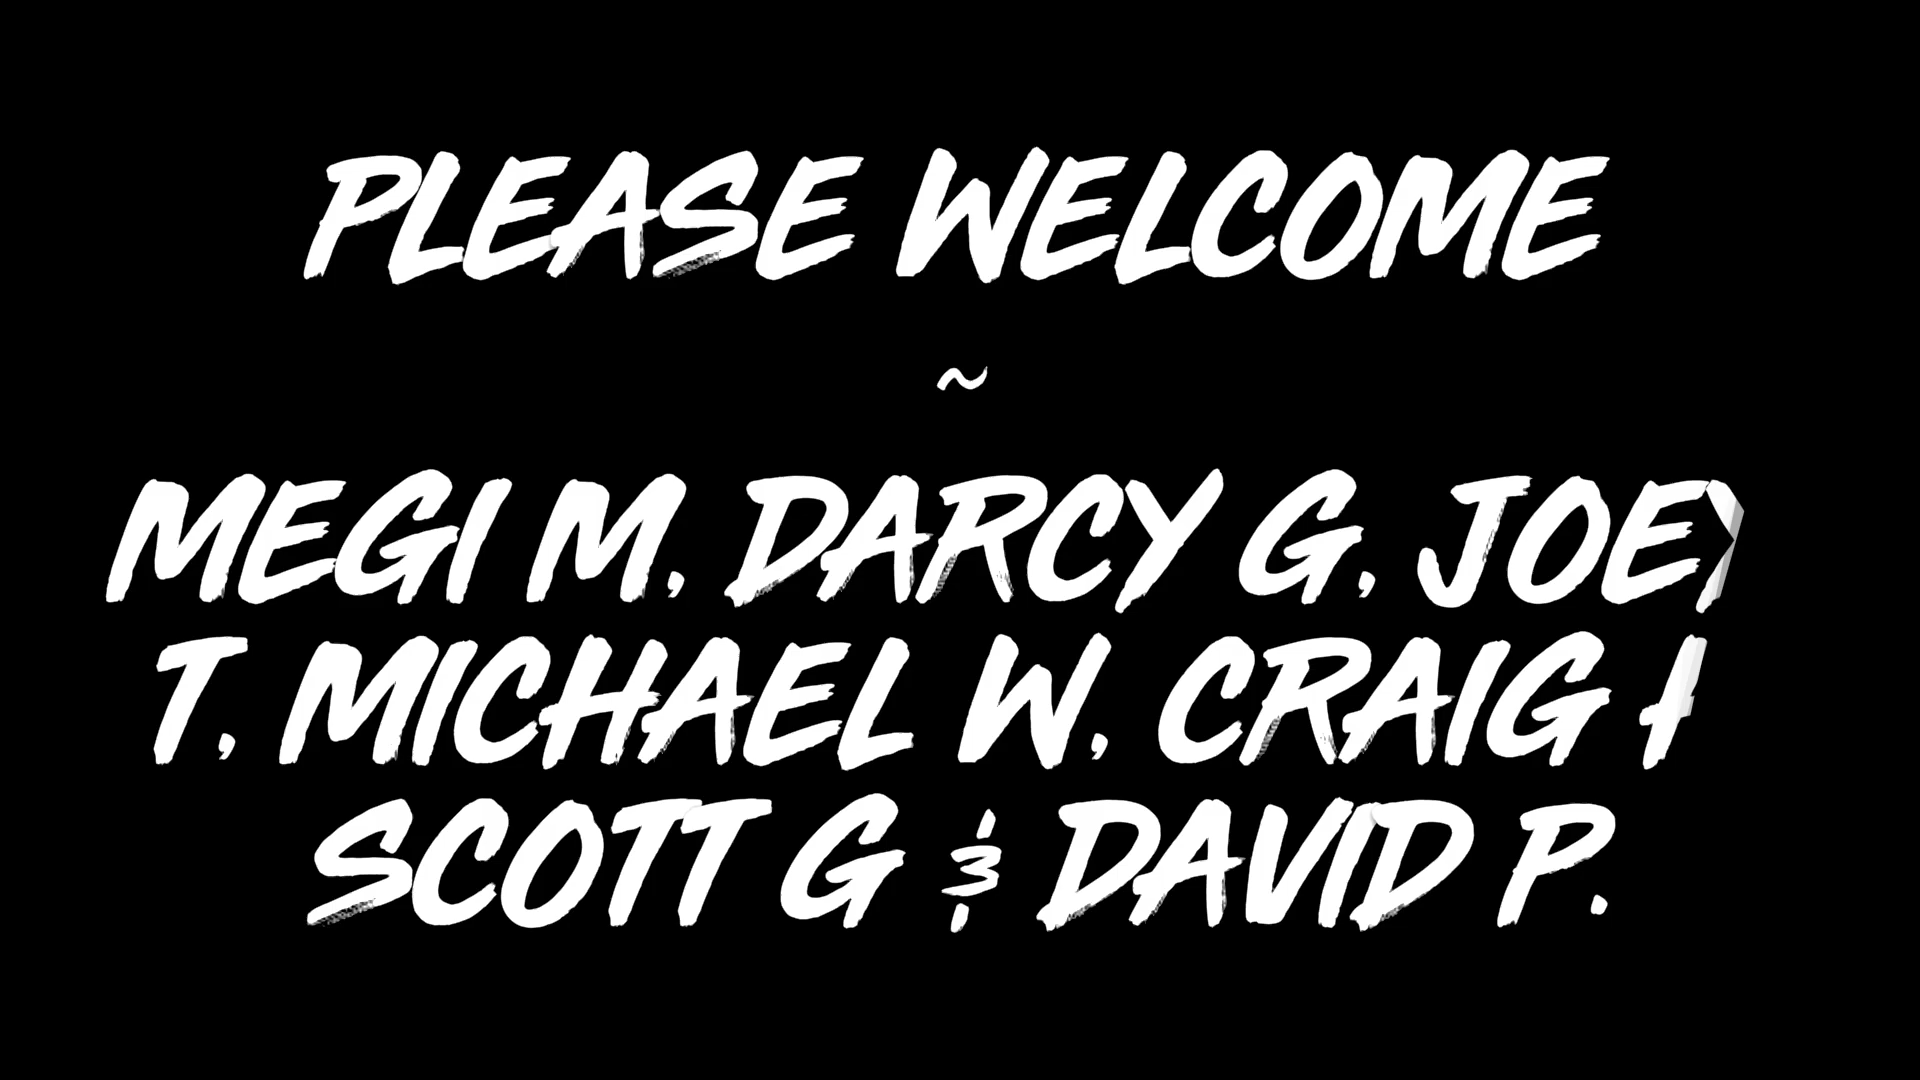 PLEASE WELCOME
~
MEGI M, DARCY G, JOEY
T, MICHAEL W, CRAIG
SCOTT G & DAVID P.